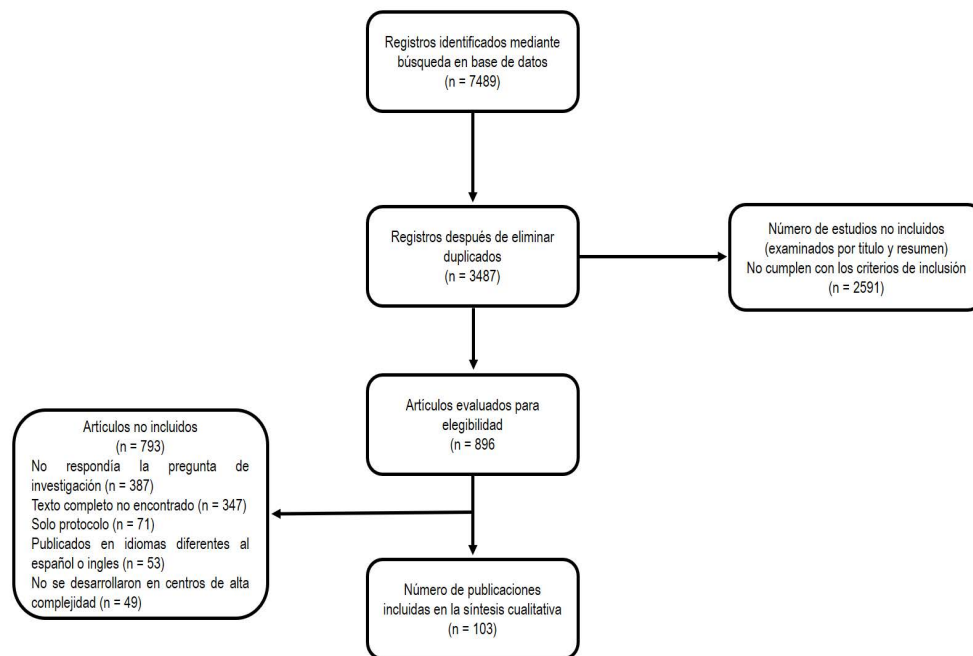 Registros identificados mediante
búsqueda en base de datos
(n = 7489)
Registros después de eliminar
duplicados
(n = 3487)
Número de estudios no incluidos
(examinados por titulo y resumen)
No cumplen con los criterios de inclusión
(n = 2591)
Artículos evaluados para
elegibilidad
(n = 896
Artículos no incluidos
(n = 793)
No respondía la pregunta de
investigación (n = 387)
Texto completo no encontrado (n = 347)
Solo protocolo (n = 71)
Publicados en idiomas diferentes al
español o ingles (n = 53)
No se desarrollaron en centros de alta
complejidad (n = 49)
Número de publicaciones
incluidas en la síntesis cualitativa
(n = 103)